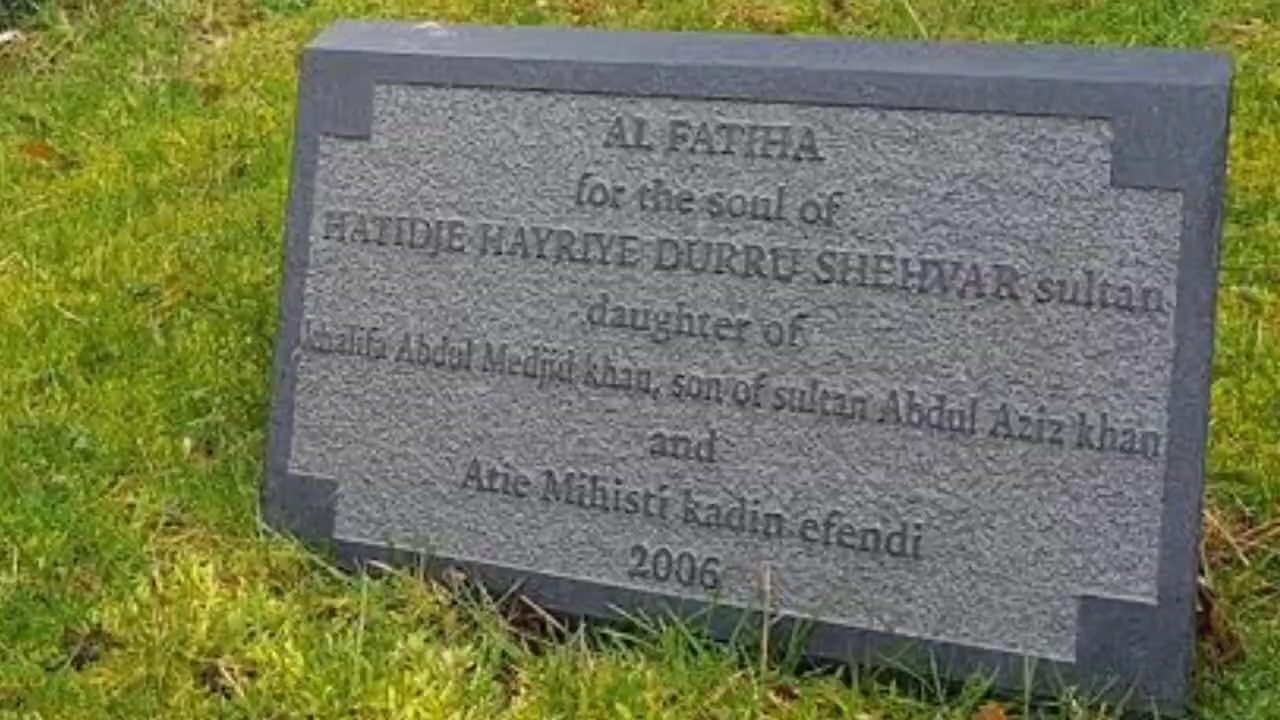 AL FATIHA
for the soul of
HATIDJE HAYRIYE DURRU SHEHVAR sultan
daughter of
khalifa Abdul Medjid khan, son of sultan Abdul Aziz khan
and
Atie Mihisti kadin efendi
2006